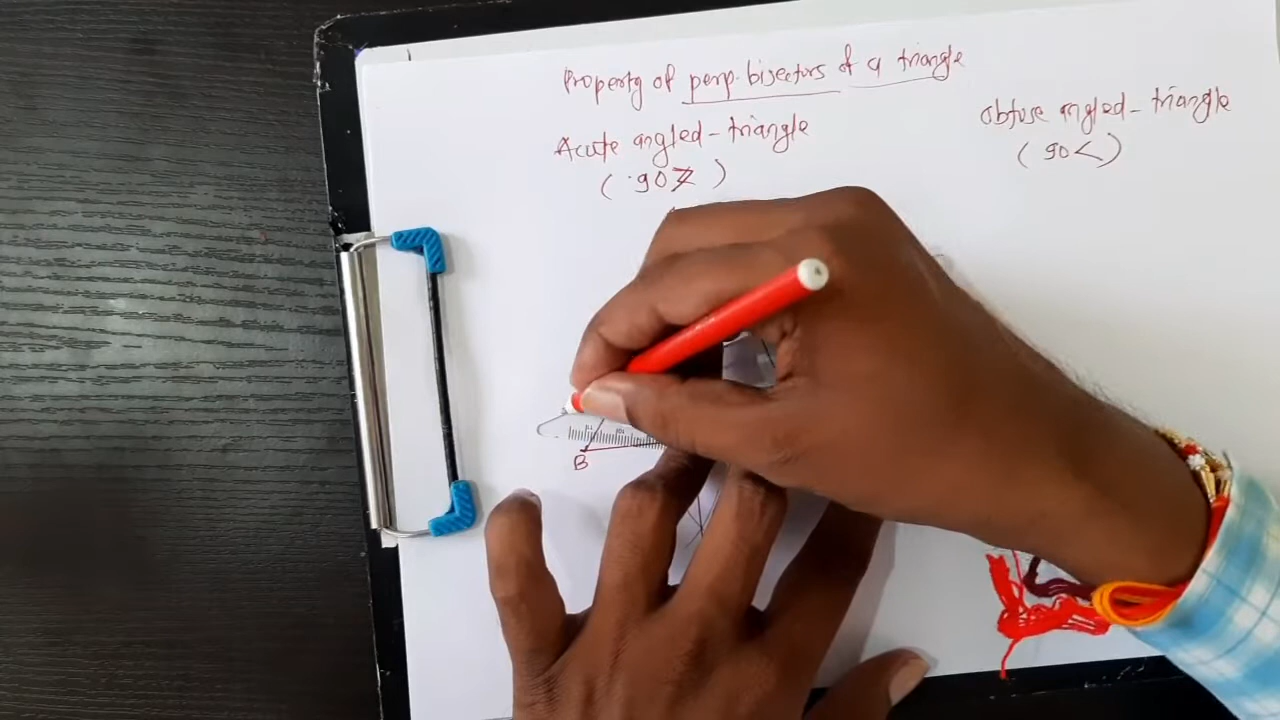 Property of perp. bisectors of a triangle
Acute angled - triangle
Obtuse angled - triangle
(90 <)
B